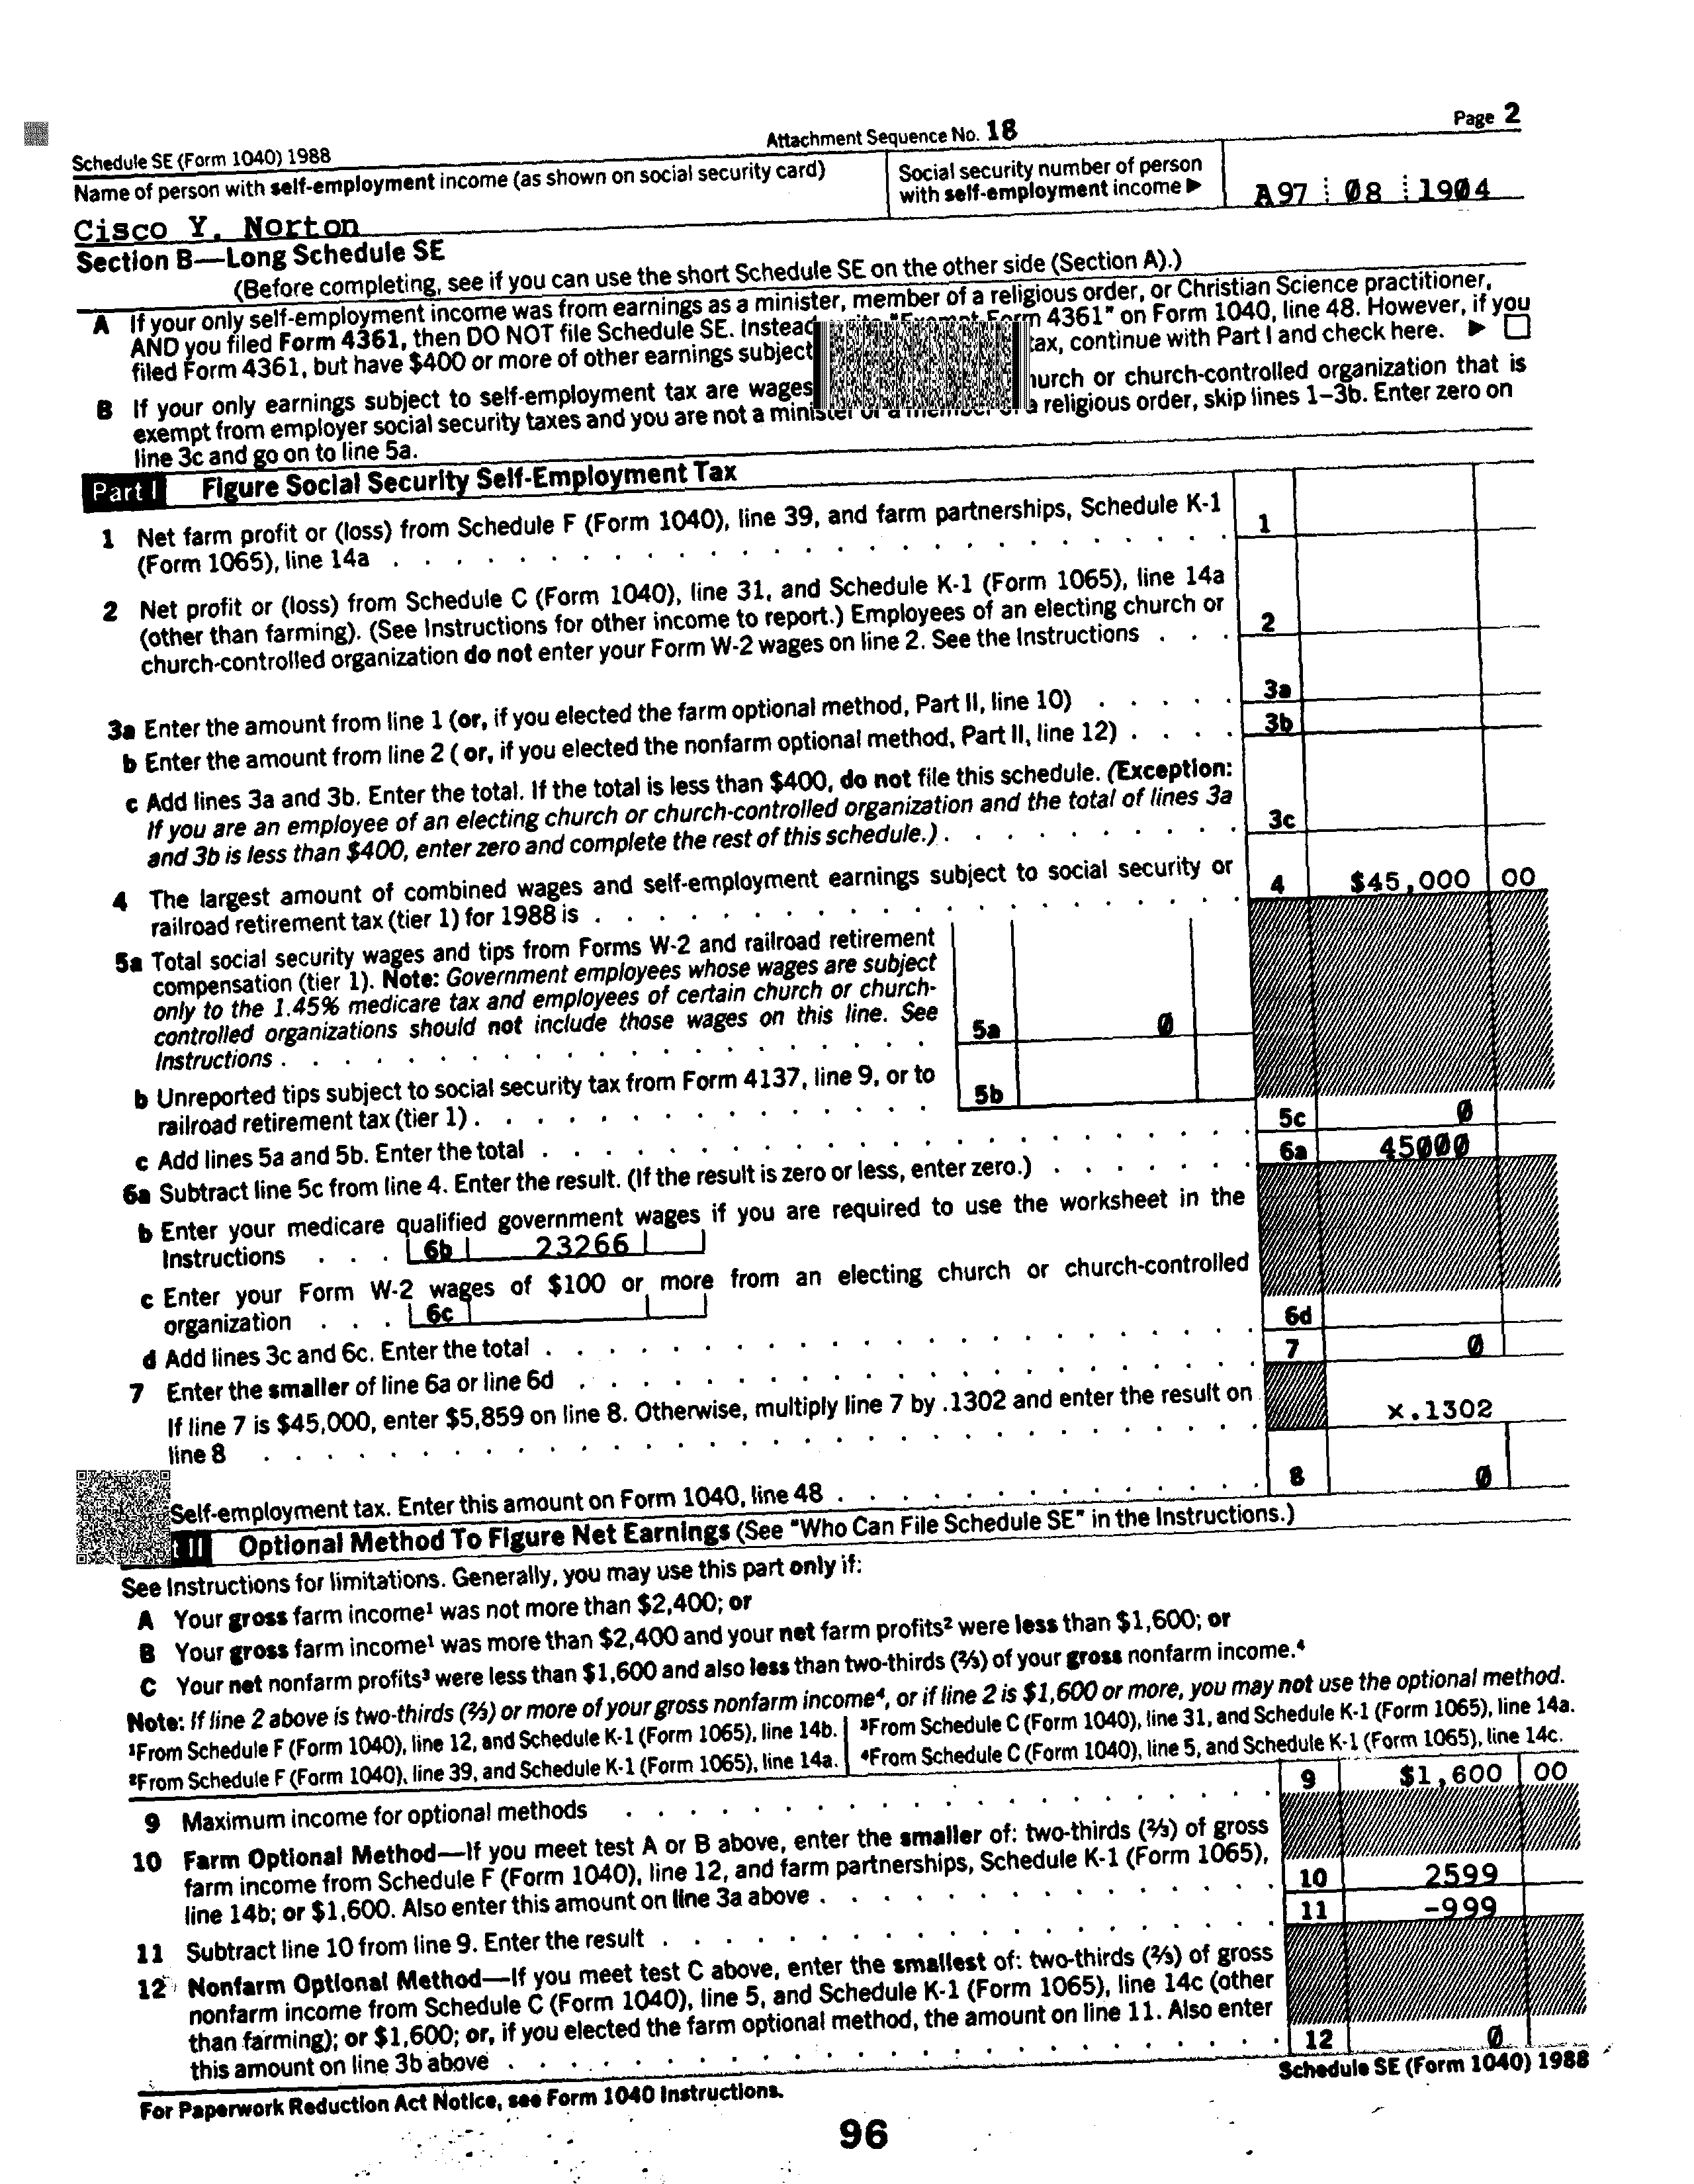 Schedule SE (Form 1040) 1988 Attachment Sequence No. 18 Page 2
Name of person with self-employment income (as shown on social security card)
Social security number of person
with self-employment income ▶ A97 08 1904
Cisco Y. Norton
Section B—Long Schedule SE
(Before completing, see if you can use the short Schedule SE on the other side (Section A).)
A If your only self-employment income was from earnings as a minister, member of a religious order, or Christian Science practitioner,
AND you filed Form 4361, then DO NOT file Schedule SE. Instead Form 4361" on Form 1040, line 48. However, if you
filed Form 4361, but have $400 or more of other earnings subject tax, continue with Part I and check here. ▶
B If your only earnings subject to self-employment tax are wages or church-controlled organization that is
exempt from employer social security taxes and you are not a minister or a member of a religious order, skip lines 1–3b. Enter zero on
line 3c and go on to line 5a.
Part I Figure Social Security Self-Employment Tax
1 Net farm profit or (loss) from Schedule F (Form 1040), line 39, and farm partnerships, Schedule K-1
(Form 1065), line 14a . . . 1
2 Net profit or (loss) from Schedule C (Form 1040), line 31, and Schedule K-1 (Form 1065), line 14a
(other than farming). (See Instructions for other income to report.) Employees of an electing church or
church-controlled organization do not enter your Form W-2 wages on line 2. See the Instructions . . . 2
3a Enter the amount from line 1 (or, if you elected the farm optional method, Part II, line 10) . . . . . 3a
b Enter the amount from line 2 ( or, if you elected the nonfarm optional method, Part II, line 12) . . . . 3b
c Add lines 3a and 3b. Enter the total. If the total is less than $400, do not file this schedule. (Exception:
If you are an employee of an electing church or church-controlled organization and the total of lines 3a
and 3b is less than $400, enter zero and complete the rest of this schedule.) . . . 3c
4 The largest amount of combined wages and self-employment earnings subject to social security or
railroad retirement tax (tier 1) for 1988 is . . . 4 $45,000 00
5a Total social security wages and tips from Forms W-2 and railroad retirement
compensation (tier 1). Note: Government employees whose wages are subject
only to the 1.45% medicare tax and employees of certain church or church-
controlled organizations should not include those wages on this line. See
Instructions . . . 5a 0
b Unreported tips subject to social security tax from Form 4137, line 9, or to
railroad retirement tax (tier 1) . . . 5b
c Add lines 5a and 5b. Enter the total . . . 5c 0
6a Subtract line 5c from line 4. Enter the result. (If the result is zero or less, enter zero.) . . . 6a 45000
b Enter your medicare qualified government wages if you are required to use the worksheet in the
Instructions . . . 6b 23266
c Enter your Form W-2 wages of $100 or more from an electing church or church-controlled
organization . . . 6c
d Add lines 3c and 6c. Enter the total . . . 6d
7 Enter the smaller of line 6a or line 6d . . . 7 0
If line 7 is $45,000, enter $5,859 on line 8. Otherwise, multiply line 7 by .1302 and enter the result on
line 8 . . . x.1302
Self-employment tax. Enter this amount on Form 1040, line 48 . . . 8 0
II Optional Method To Figure Net Earnings (See "Who Can File Schedule SE" in the Instructions.)
See Instructions for limitations. Generally, you may use this part only if:
A Your gross farm income¹ was not more than $2,400; or
B Your gross farm income¹ was more than $2,400 and your net farm profits² were less than $1,600; or
C Your net nonfarm profits³ were less than $1,600 and also less than two-thirds (⅔) of your gross nonfarm income.⁴
Note: If line 2 above is two-thirds (⅔) or more of your gross nonfarm income⁴, or if line 2 is $1,600 or more, you may not use the optional method.
¹From Schedule F (Form 1040), line 12, and Schedule K-1 (Form 1065), line 14b. ³From Schedule C (Form 1040), line 31, and Schedule K-1 (Form 1065), line 14a.
²From Schedule F (Form 1040), line 39, and Schedule K-1 (Form 1065), line 14a. ⁴From Schedule C (Form 1040), line 5, and Schedule K-1 (Form 1065), line 14c.
9 Maximum income for optional methods . . . 9 $1,600 00
10 Farm Optional Method—If you meet test A or B above, enter the smaller of: two-thirds (⅔) of gross
farm income from Schedule F (Form 1040), line 12, and farm partnerships, Schedule K-1 (Form 1065),
line 14b; or $1,600. Also enter this amount on line 3a above . . . 10 2599
11 Subtract line 10 from line 9. Enter the result . . . 11 -999
12 Nonfarm Optional Method—If you meet test C above, enter the smallest of: two-thirds (⅔) of gross
nonfarm income from Schedule C (Form 1040), line 5, and Schedule K-1 (Form 1065), line 14c (other
than farming); or $1,600; or, if you elected the farm optional method, the amount on line 11. Also enter
this amount on line 3b above . . . 12 0
For Paperwork Reduction Act Notice, see Form 1040 Instructions. Schedule SE (Form 1040) 1988
96